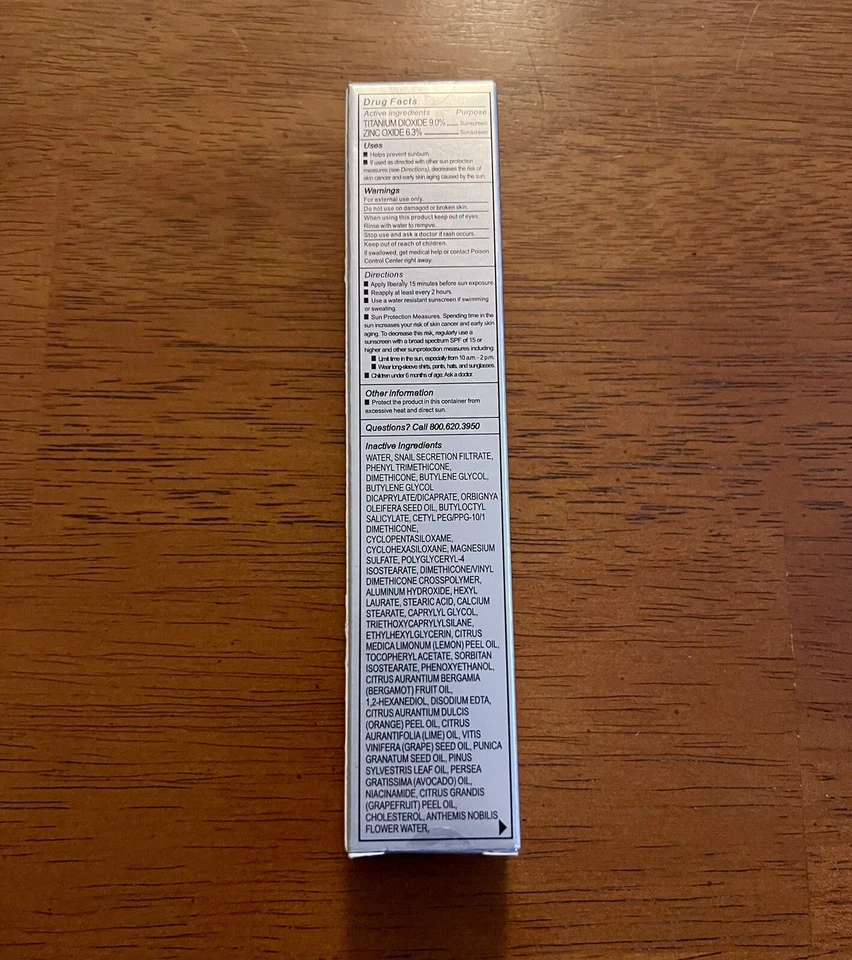 Drug Facts
Active ingredients Purpose
TITANIUM DIOXIDE 9.0% Sunscreen
ZINC OXIDE 6.3% Sunscreen
Uses
■ Helps prevent sunburn.
■ If used as directed with other sun protection
measures (see Directions), decreases the risk of
skin cancer and early skin aging caused by the sun.
Warnings
For external use only.
Do not use on damaged or broken skin.
When using this product keep out of eyes.
Rinse with water to rempve.
Stop use and ask a doctor if rash occurs.
Keep out of reach of children.
If swallowed, get medical help or contact Poison
Control Center right away.
Directions
■ Apply liberally 15 minutes before sun exposure.
■ Reapply at least every 2 hours.
■ Use a water resistant sunscreen if swimming
or sweating.
■ Sun Protection Measures. Spending time in the
sun increases your risk of skin cancer and early skin
aging. To decrease this risk, regularly use a
sunscreen with a broad spectrum SPF of 15 or
higher and other sunprotection measures including:
■ Limit time in the sun, especially from 10 a.m. - 2 p.m.
■ Wear long-sleeve shirts, pants, hats, and sunglasses.
■ Children under 6 months of age: Ask a doctor.
Other Information
■ Protect the product in this container from
excessive heat and direct sun.
Questions? Call 800.620.3950
Inactive Ingredients
WATER, SNAIL SECRETION FILTRATE,
PHENYL TRIMETHICONE,
DIMETHICONE, BUTYLENE GLYCOL,
BUTYLENE GLYCOL
DICAPRYLATE/DICAPRATE, ORBIGNYA
OLEIFERA SEED OIL, BUTYLOCTYL
SALICYLATE, CETYL PEG/PPG-10/1
DIMETHICONE,
CYCLOPENTASILOXAME,
CYCLOHEXASILOXANE, MAGNESIUM
SULFATE, POLYGLYCERYL-4
ISOSTEARATE, DIMETHICONE/VINYL
DIMETHICONE CROSSPOLYMER,
ALUMINUM HYDROXIDE, HEXYL
LAURATE, STEARIC ACID, CALCIUM
STEARATE, CAPRYLYL GLYCOL,
TRIETHOXYCAPRYLYLSILANE,
ETHYLHEXYLGLYCERIN, CITRUS
MEDICA LIMONUM (LEMON) PEEL OIL,
TOCOPHERYL ACETATE, SORBITAN
ISOSTEARATE, PHENOXYETHANOL,
CITRUS AURANTIUM BERGAMIA
(BERGAMOT) FRUIT OIL,
1,2-HEXANEDIOL, DISODIUM EDTA,
CITRUS AURANTIUM DULCIS
(ORANGE) PEEL OIL, CITRUS
AURANTIFOLIA (LIME) OIL, VITIS
VINIFERA (GRAPE) SEED OIL, PUNICA
GRANATUM SEED OIL, PINUS
SYLVESTRIS LEAF OIL, PERSEA
GRATISSIMA (AVOCADO) OIL,
NIACINAMIDE, CITRUS GRANDIS
(GRAPEFRUIT) PEEL OIL,
CHOLESTEROL, ANTHEMIS NOBILIS
FLOWER WATER,